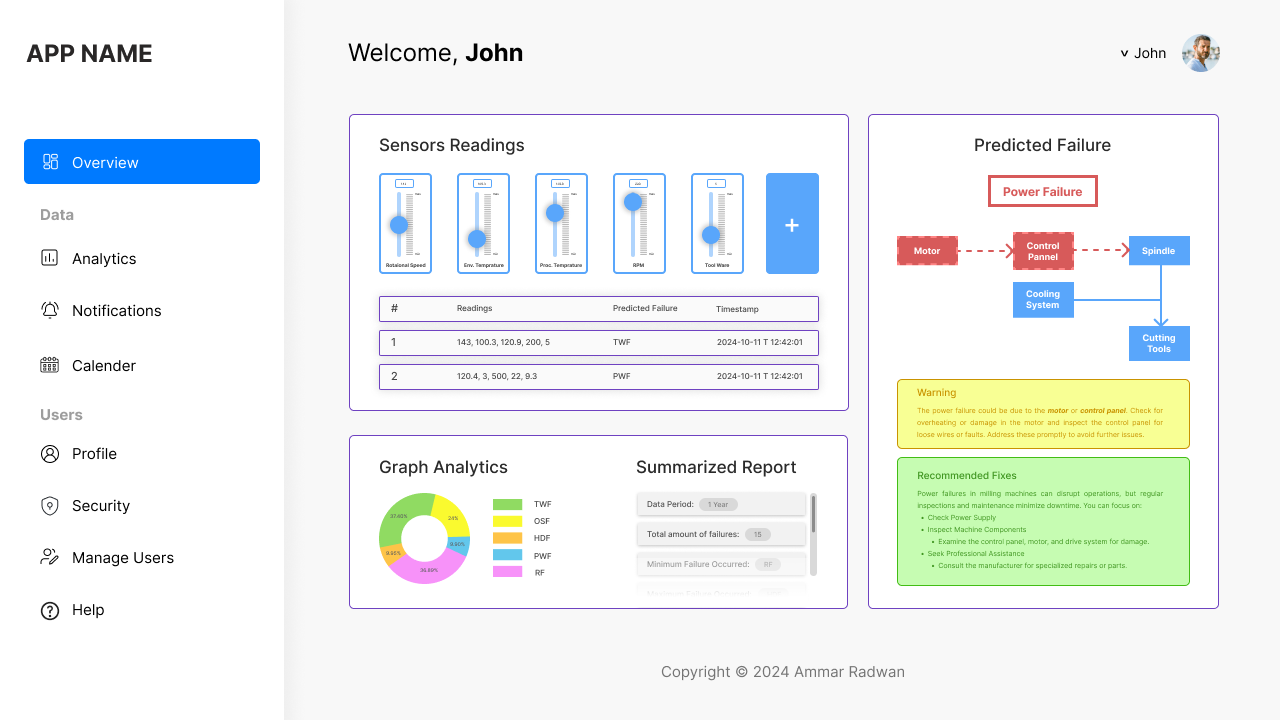 APP NAME
Overview
Data
Analytics
Notifications
Calender
Users
Profile
Security
Manage Users
Help
Welcome, John
John
Sensors Readings
Rotaional Speed
Env. Temprature
Proc. Temprature
RPM
Tool Ware
+
# Readings Predicted Failure Timestamp
1 143, 100.3, 120.9, 200, 5 TWF 2024-10-11 T 12:42:01
2 120.4, 3, 500, 22, 9.3 PWF 2024-10-11 T 12:42:01
Graph Analytics
24%
9.60%
36.89%
9.95%
TWF
OSF
HDF
PWF
RF
Summarized Report
Data Period: 1 Year
Total amount of failures: 15
Minimum Failure Occurred: RF
Predicted Failure
Power Failure
Motor
Control
Pannel
Spindle
Cooling
System
Cutting
Tools
Warning
The power failure could be due to the motor or control panel. Check for
overheating or damage in the motor and inspect the control panel for
loose wires or faults. Address these promptly to avoid further issues.
Recommended Fixes
Power failures in milling machines can disrupt operations, but regular
inspections and maintenance minimize downtime. You can focus on:
• Check Power Supply
• Inspect Machine Components
• Examine the control panel, motor, and drive system for damage.
• Seek Professional Assistance
• Consult the manufacturer for specialized repairs or parts.
Copyright © 2024 Ammar Radwan